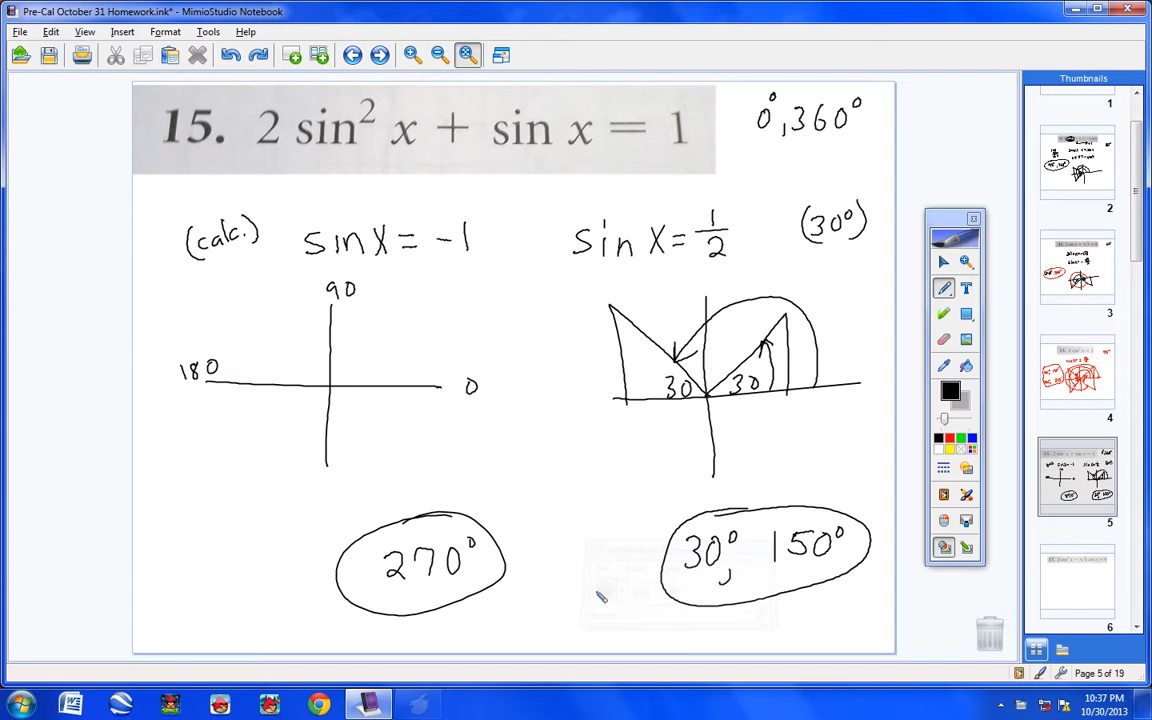 Pre-Cal October 31 Homework.ink* - MimioStudio Notebook
File Edit View Insert Format Tools Help
15. 2 sin² x + sin x = 1
0°, 360°
(calc.) sin X = -1 sin X = 1/2 (30°)
90
180 0
30 30
270° 30°, 150°
Thumbnails
1
2
3
4
5
6
T
Page 5 of 19
10:37 PM
10/30/2013